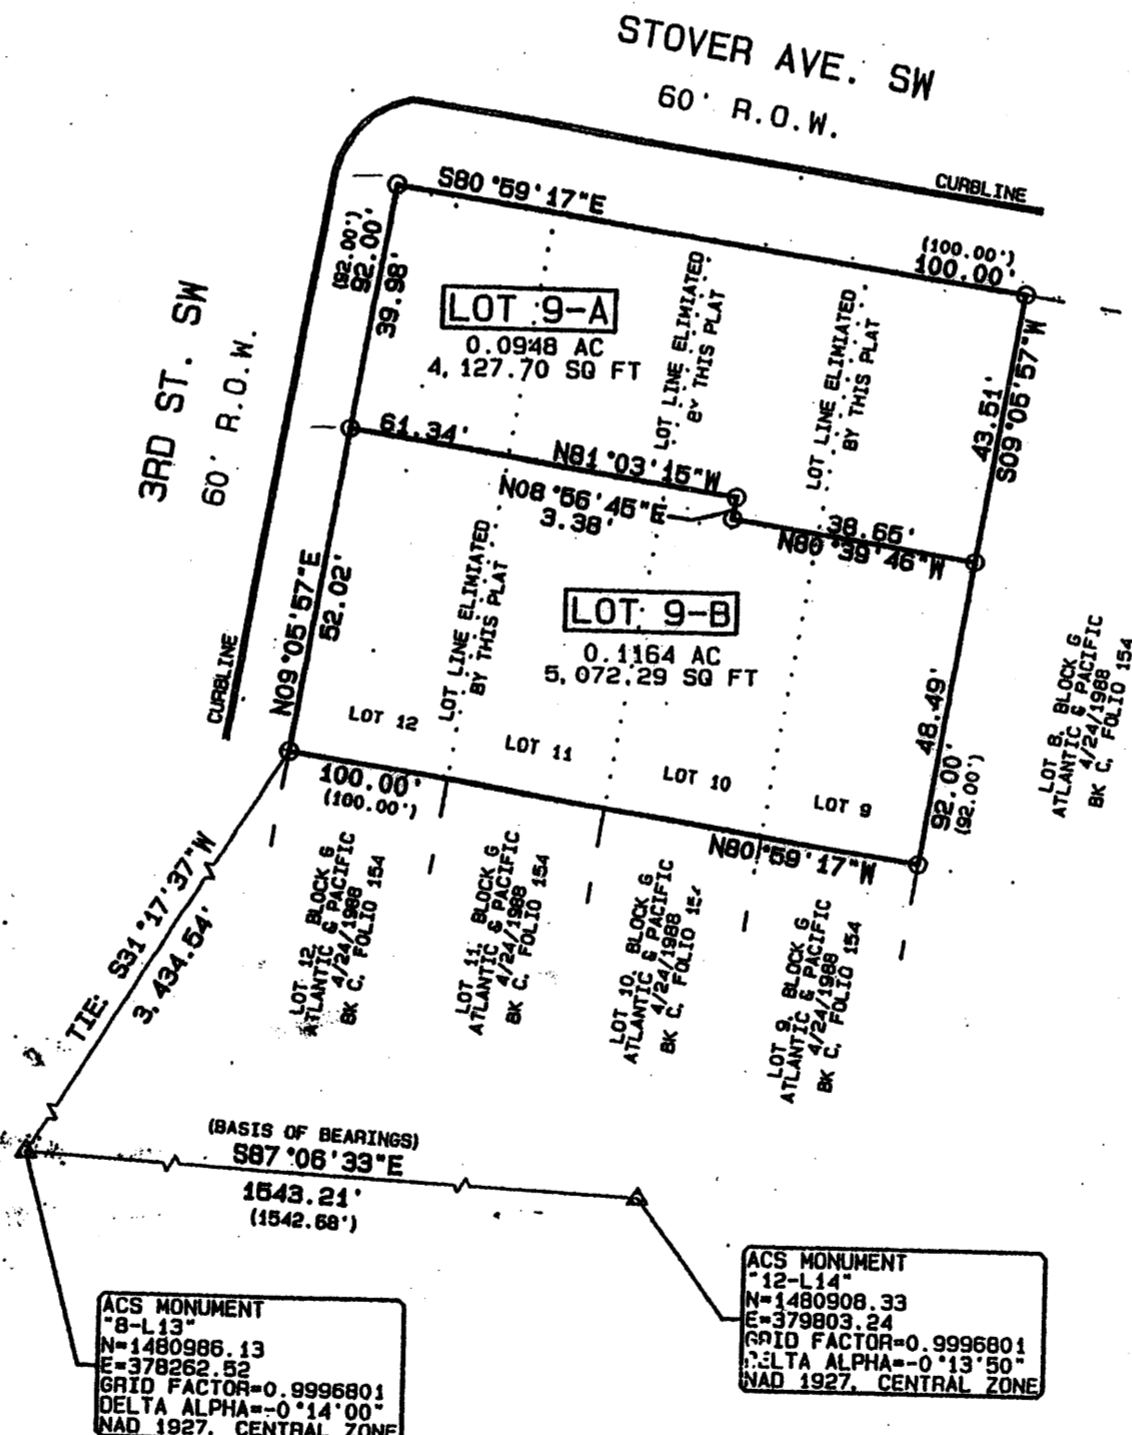 STOVER AVE. SW
60' R.O.W.
CURBLINE
S80°59'17"E
(100.00')
100.00'
(92.00')
92.00'
39.98'
3RD ST. SW
60' R.O.W.
LOT 9-A
0.0948 AC
4,127.70 SQ FT
LOT LINE ELIMIATED
BY THIS PLAT
LOT LINE ELIMIATED
BY THIS PLAT
43.51'
S09°05'57"W
61.34'
N81°03'15"W
N08°56'45"E
3.38'
38.65'
N80°39'46"W
LOT LINE ELIMIATED
BY THIS PLAT
LOT 9-B
0.1164 AC
5,072.29 SQ FT
N09°05'57"E
52.02'
CURBLINE
LOT 12
LOT 11
LOT 10
LOT 9
48.49'
92.00'
(92.00')
LOT 8, BLOCK G
ATLANTIC & PACIFIC
4/24/1988
BK C, FOLIO 154
100.00'
(100.00')
N80°59'17"W
TIE: S31°17'37"W
3,434.54'
LOT 12, BLOCK G
ATLANTIC & PACIFIC
4/24/1988
BK C, FOLIO 154
LOT 11, BLOCK G
ATLANTIC & PACIFIC
4/24/1988
BK C, FOLIO 154
LOT 10, BLOCK G
ATLANTIC & PACIFIC
4/24/1988
BK C, FOLIO 154
LOT 9, BLOCK G
ATLANTIC & PACIFIC
4/24/1988
BK C, FOLIO 154
(BASIS OF BEARINGS)
S87°06'33"E
1543.21'
(1542.68')
ACS MONUMENT
"8-L13"
N=1480986.13
E=378262.52
GRID FACTOR=0.9996801
DELTA ALPHA=-0°14'00"
NAD 1927, CENTRAL ZONE
ACS MONUMENT
"12-L14"
N=1480908.33
E=379803.24
GRID FACTOR=0.9996801
DELTA ALPHA=-0°13'50"
NAD 1927, CENTRAL ZONE